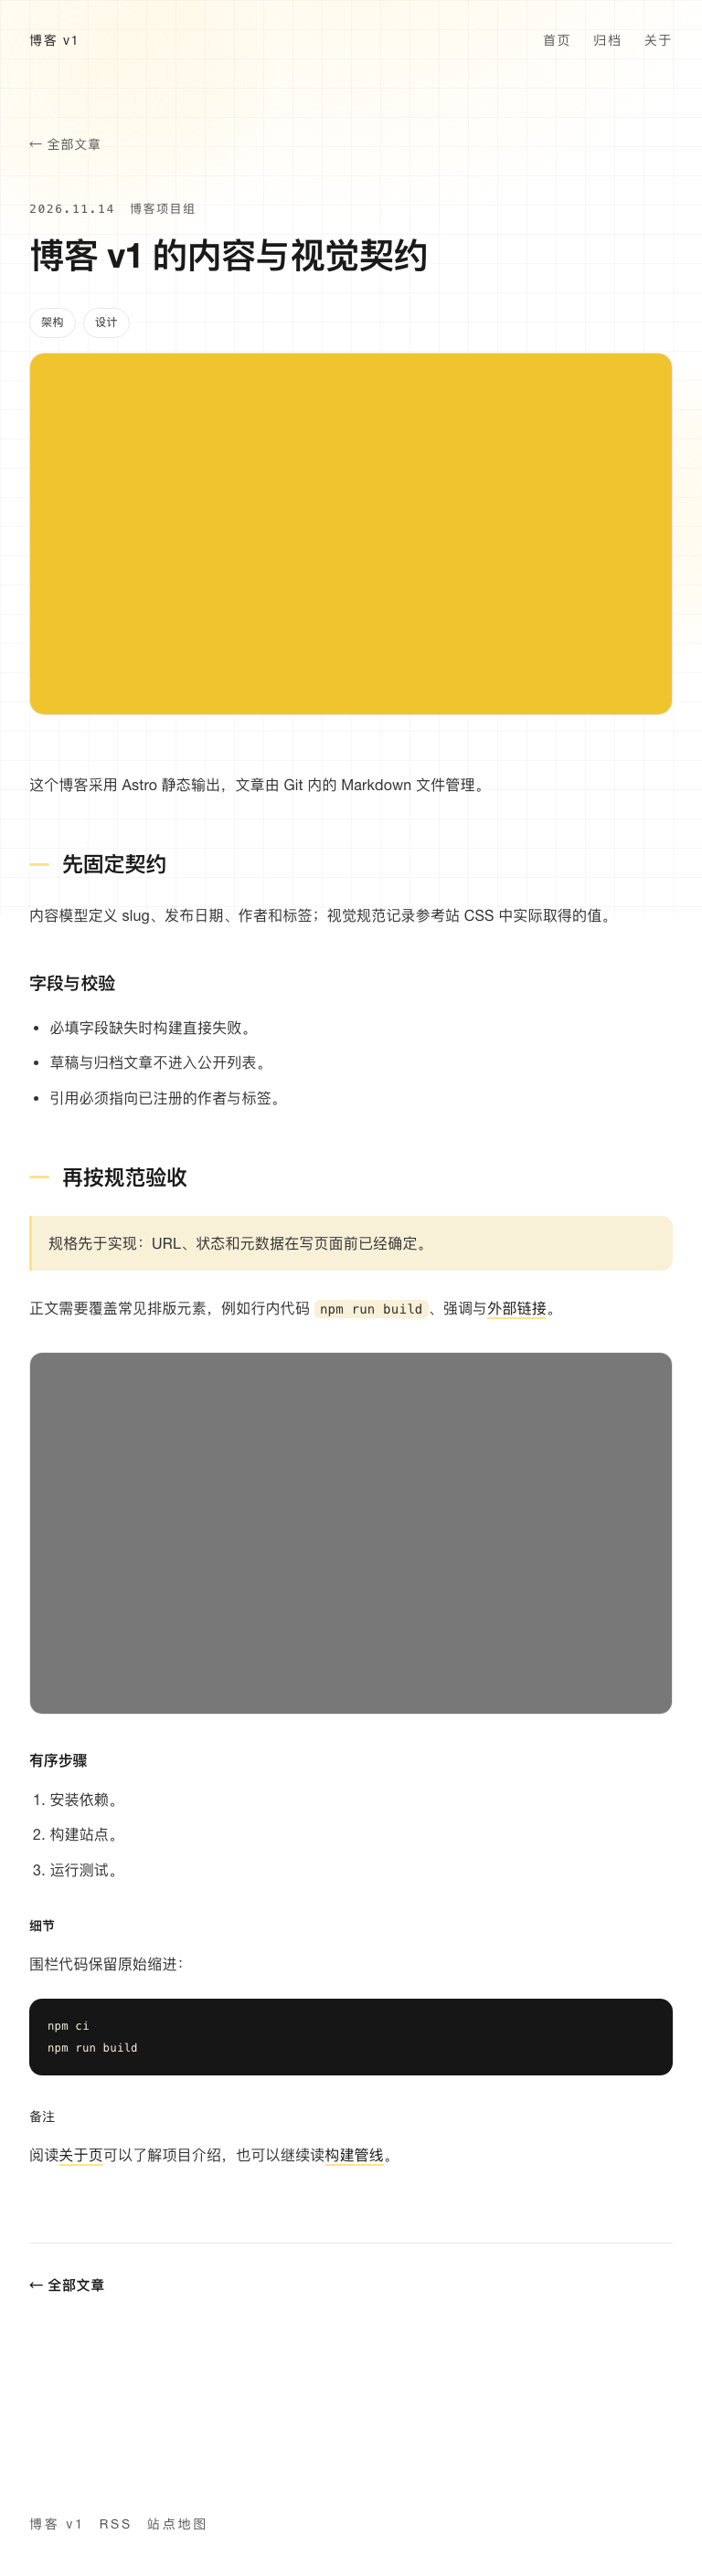 博客 v1
首页 归档 关于
← 全部文章
2026.11.14 博客项目组
博客 v1 的内容与视觉契约
架构 设计
这个博客采用 Astro 静态输出，文章由 Git 内的 Markdown 文件管理。
先固定契约
内容模型定义 slug、发布日期、作者和标签；视觉规范记录参考站 CSS 中实际取得的值。
字段与校验
• 必填字段缺失时构建直接失败。
• 草稿与归档文章不进入公开列表。
• 引用必须指向已注册的作者与标签。
再按规范验收
规格先于实现：URL、状态和元数据在写页面前已经确定。
正文需要覆盖常见排版元素，例如行内代码 npm run build、强调与外部链接。
有序步骤
1. 安装依赖。
2. 构建站点。
3. 运行测试。
细节
围栏代码保留原始缩进：
npm ci
npm run build
备注
阅读关于页可以了解项目介绍，也可以继续读构建管线。
← 全部文章
博客 v1 RSS 站点地图